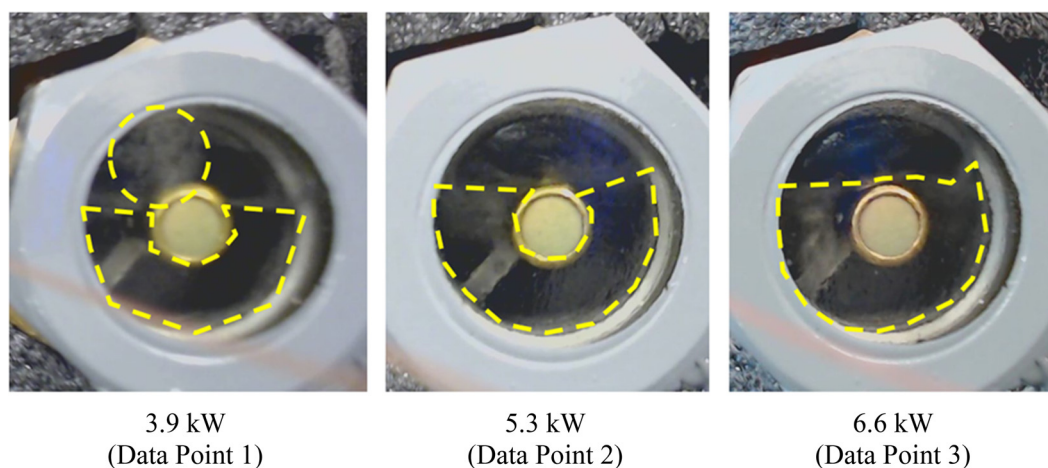 3.9 kW
(Data Point 1)
5.3 kW
(Data Point 2)
6.6 kW
(Data Point 3)